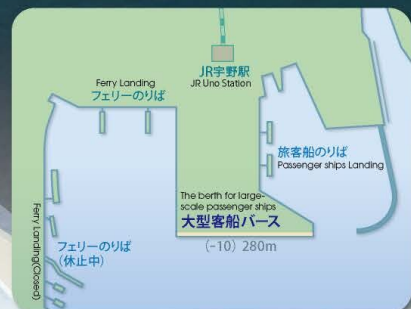 JR宇野駅
JR Uno Station
Ferry Landing
フェリーのりば
旅客船のりば
Passenger ships Landing
The berth for large-
scale passenger ships
大型客船バース
(-10) 280m
Ferry Landing(Closed)
フェリーのりば
(休止中)